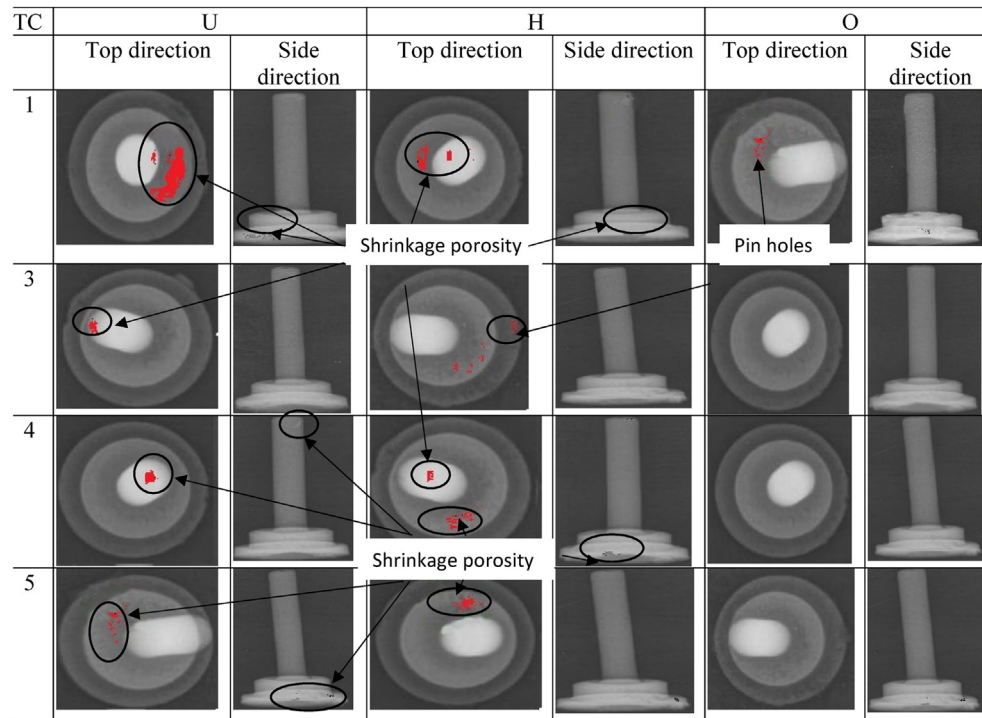 TC U H O
Top direction Side direction Top direction Side direction Top direction Side direction
1
Shrinkage porosity Pin holes
3
4
Shrinkage porosity
5